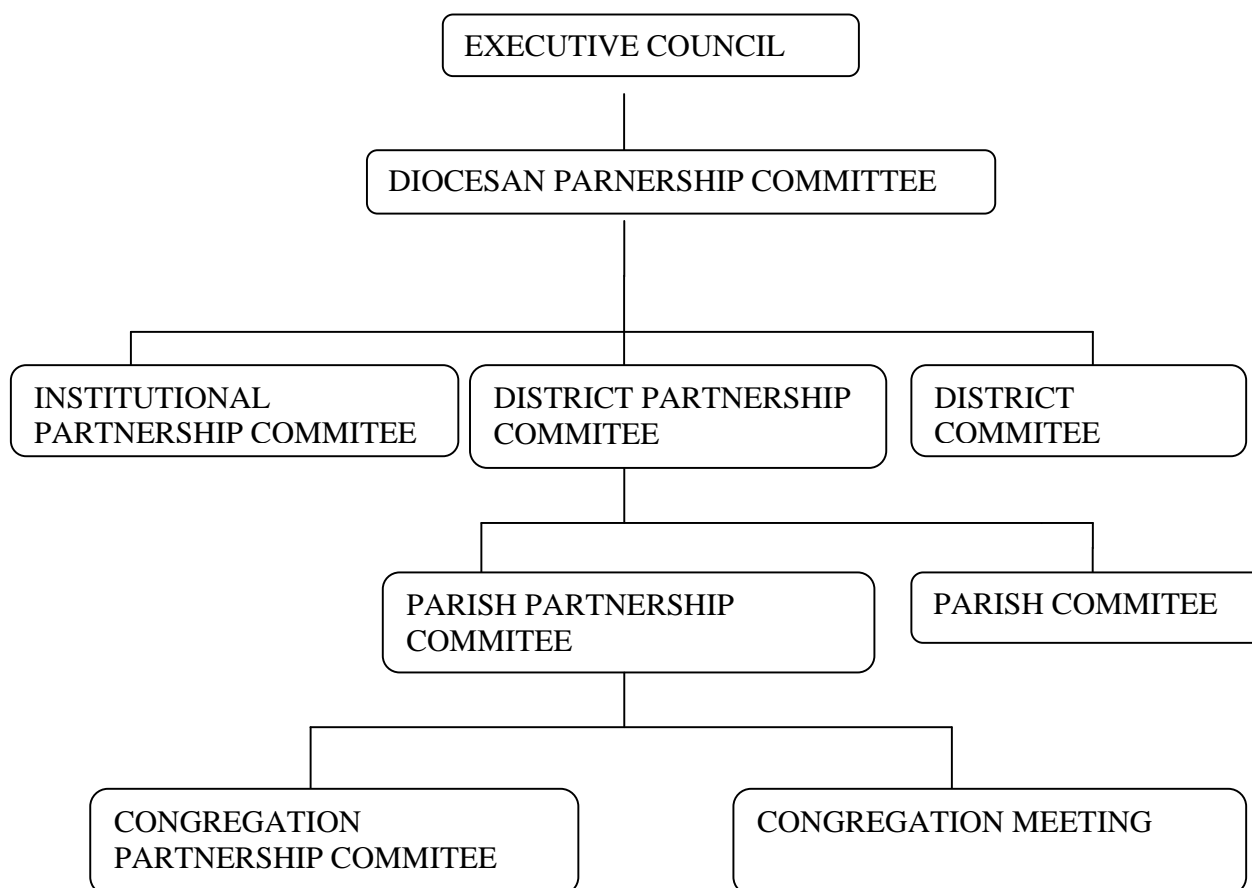 EXECUTIVE COUNCIL
DIOCESAN PARNERSHIP COMMITTEE
INSTITUTIONAL
PARTNERSHIP COMMITEE
DISTRICT PARTNERSHIP
COMMITEE
DISTRICT
COMMITEE
PARISH PARTNERSHIP
COMMITEE
PARISH COMMITEE
CONGREGATION
PARTNERSHIP COMMITEE
CONGREGATION MEETING